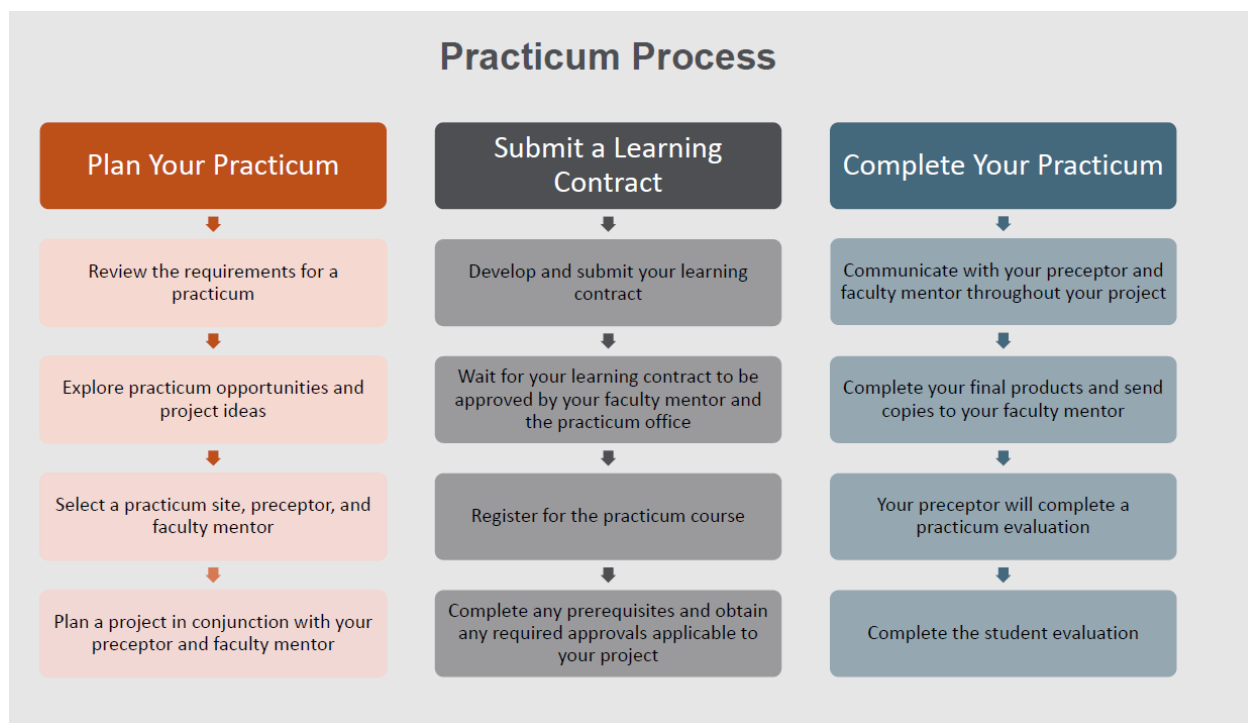 Practicum Process
Plan Your Practicum
Review the requirements for a
practicum
Explore practicum opportunities and
project ideas
Select a practicum site, preceptor, and
faculty mentor
Plan a project in conjunction with your
preceptor and faculty mentor
Submit a Learning
Contract
Develop and submit your learning
contract
Wait for your learning contract to be
approved by your faculty mentor and
the practicum office
Register for the practicum course
Complete any prerequisites and obtain
any required approvals applicable to
your project
Complete Your Practicum
Communicate with your preceptor and
faculty mentor throughout your project
Complete your final products and send
copies to your faculty mentor
Your preceptor will complete a
practicum evaluation
Complete the student evaluation